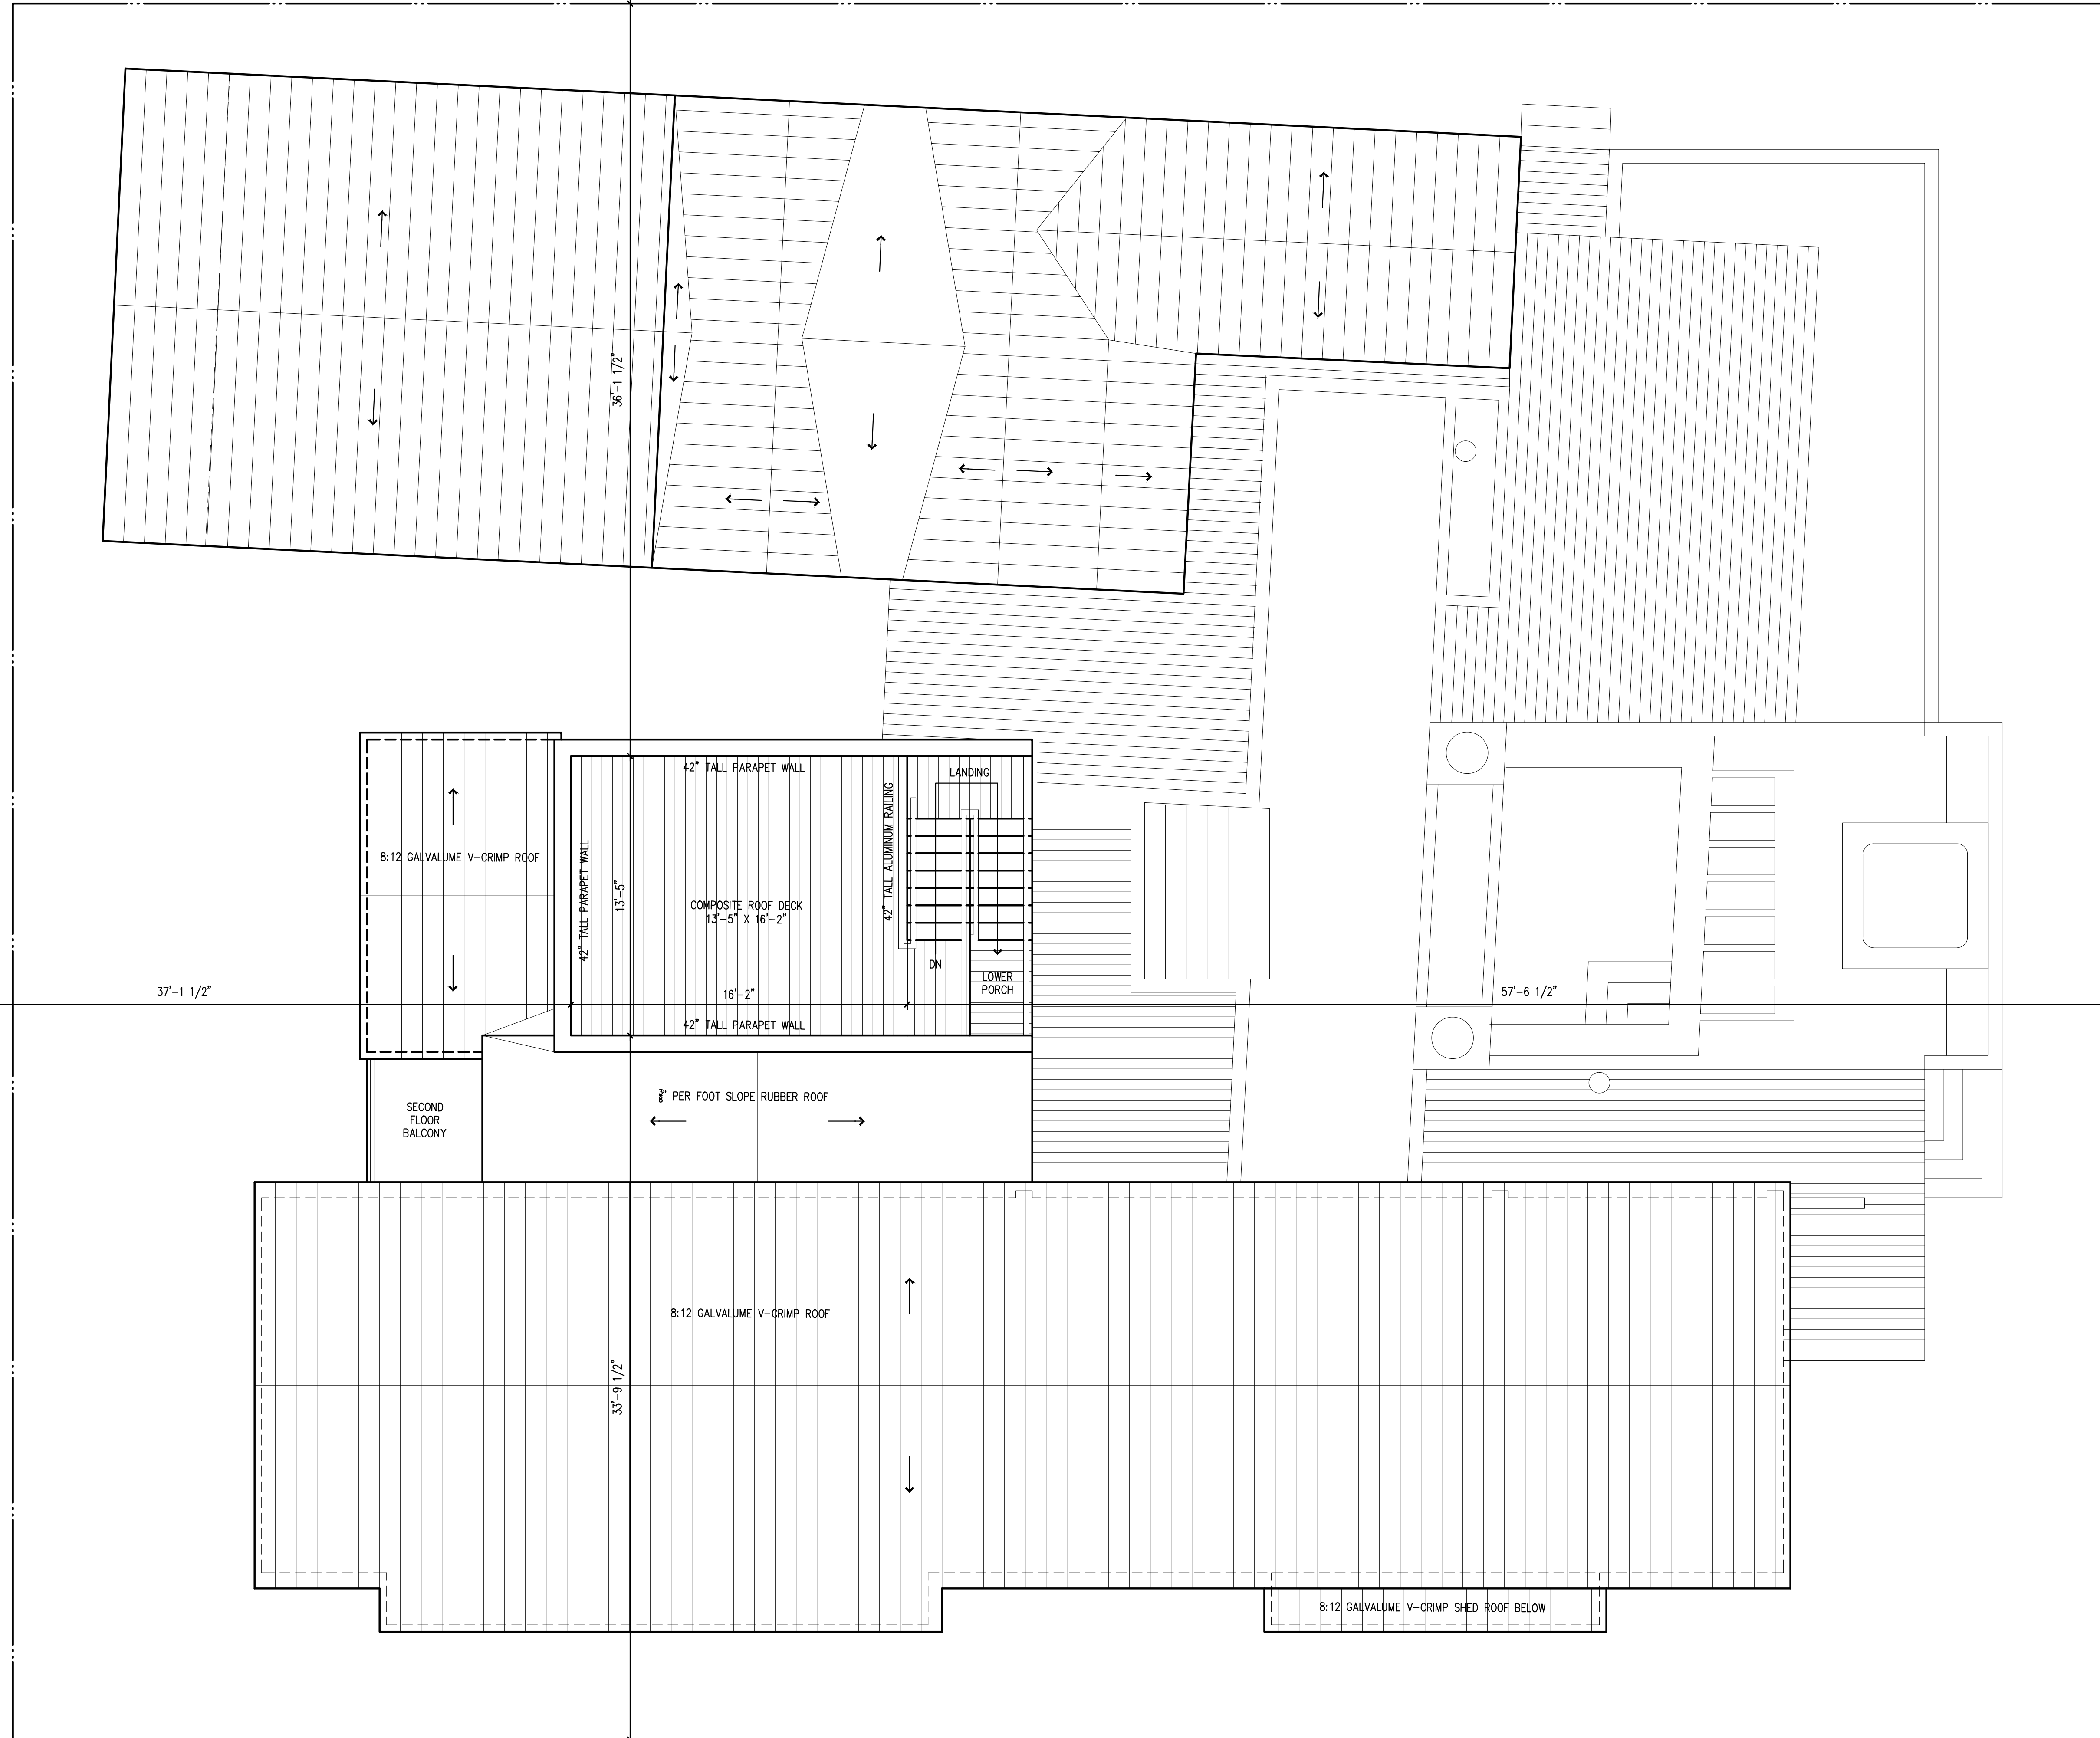 36'-1 1/2"
42" TALL PARAPET WALL
LANDING
42" TALL ALUMINUM RAILING
8:12 GALVALUME V-CRIMP ROOF
42" TALL PARAPET WALL
13'-5"
COMPOSITE ROOF DECK
13'-5" X 16'-2"
DN
LOWER
PORCH
37'-1 1/2"
16'-2"
57'-6 1/2"
42" TALL PARAPET WALL
SECOND
FLOOR
BALCONY
⅜" PER FOOT SLOPE RUBBER ROOF
8:12 GALVALUME V-CRIMP ROOF
33'-9 1/2"
8:12 GALVALUME V-CRIMP SHED ROOF BELOW